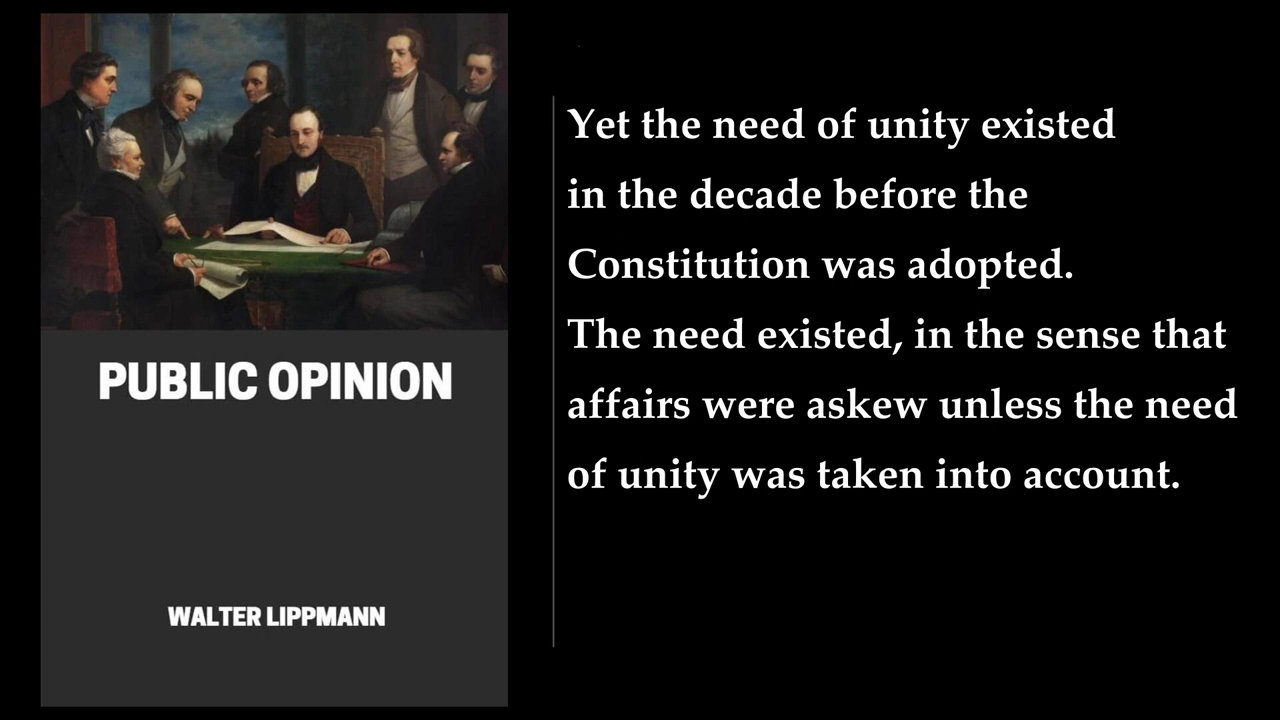 PUBLIC OPINION
WALTER LIPPMANN
Yet the need of unity existed
in the decade before the
Constitution was adopted.
The need existed, in the sense that
affairs were askew unless the need
of unity was taken into account.